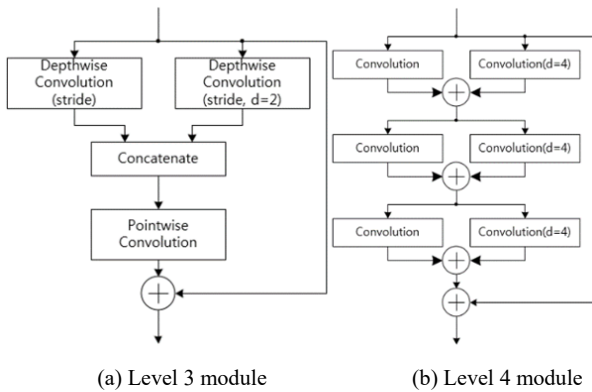 Depthwise
Convolution
(stride)
Depthwise
Convolution
(stride, d=2)
Concatenate
Pointwise
Convolution
(a) Level 3 module
Convolution
Convolution(d=4)
Convolution
Convolution(d=4)
Convolution
Convolution(d=4)
(b) Level 4 module